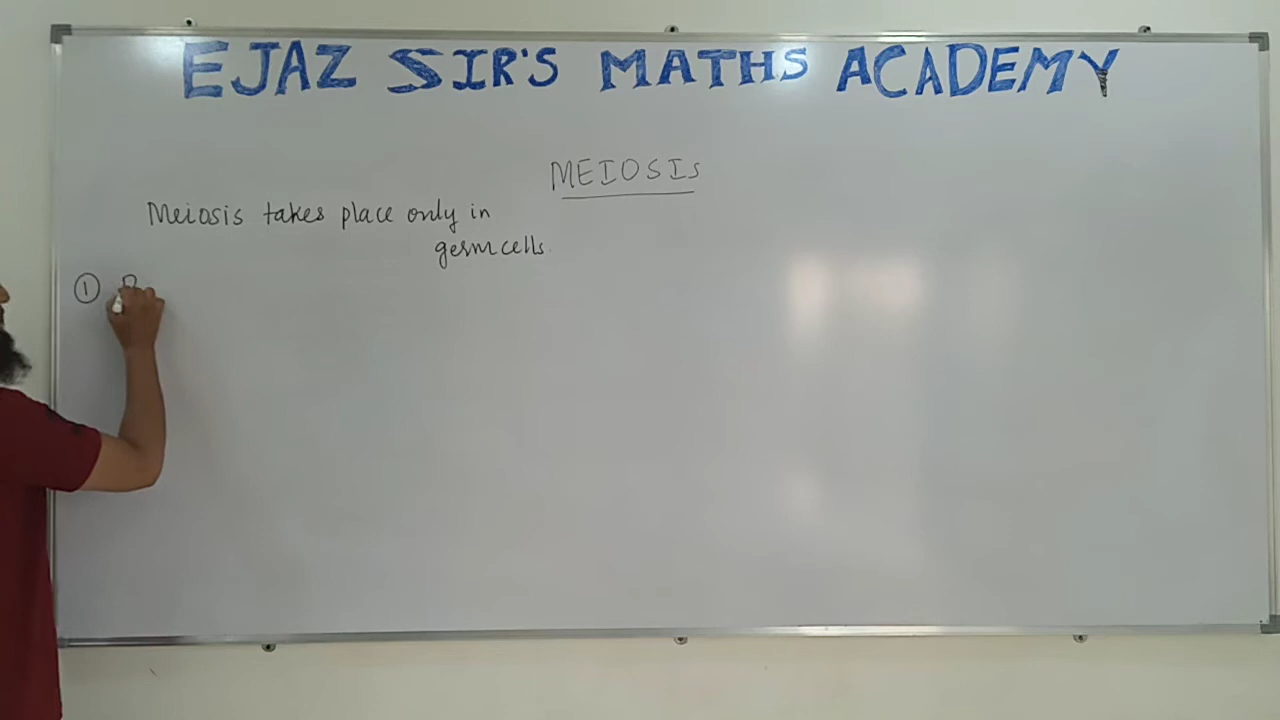 EJAZ SIR'S MATHS ACADEMY
MEIOSIS
Meiosis takes place only in
germ cells.
①